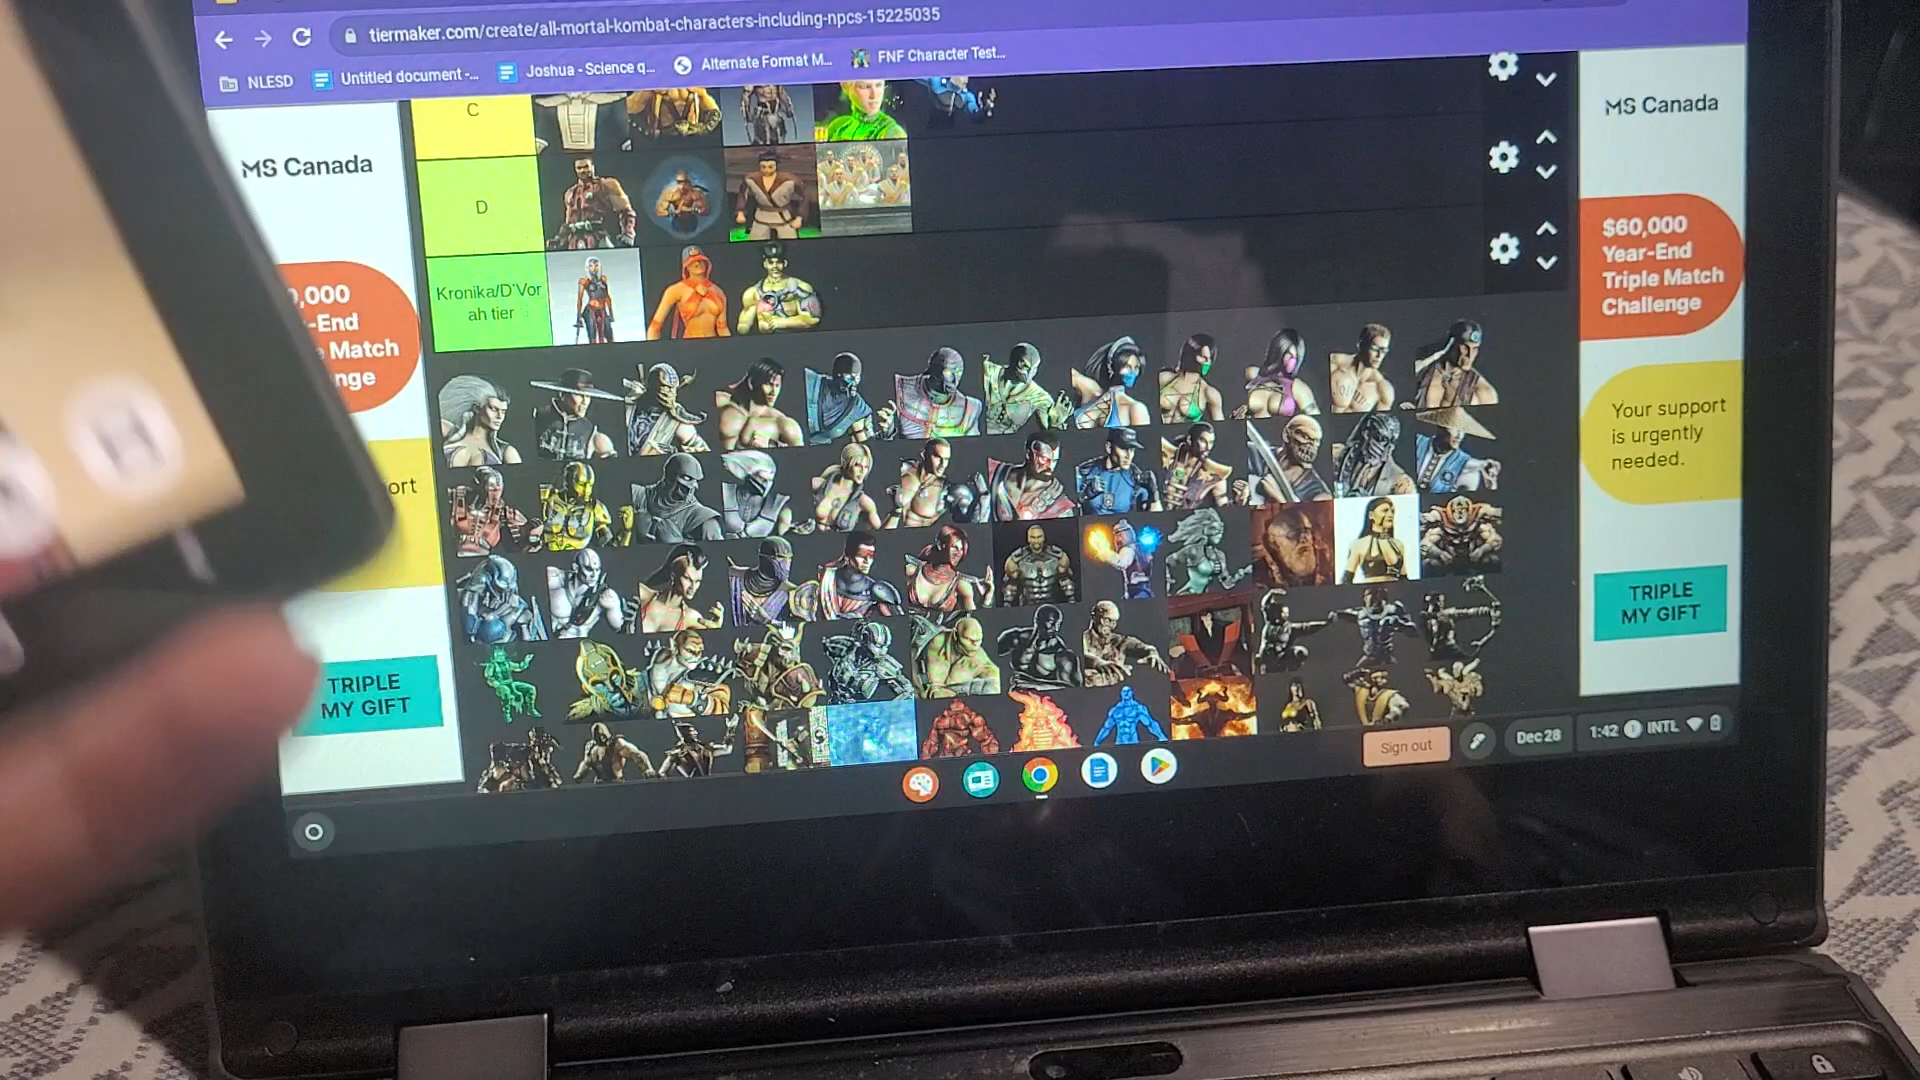 tiermaker.com/create/all-mortal-kombat-characters-including-npcs-15225035
NLESD
Untitled document -...
Joshua - Science q...
Alternate Format M...
FNF Character Test...
C
D
Kronika/D'Vor
ah tier
MS Canada
,000
-End
Match
nge
ort
TRIPLE
MY GIFT
MS Canada
$60,000
Year-End
Triple Match
Challenge
Your support
is urgently
needed.
TRIPLE
MY GIFT
Sign out
Dec 28
1:42
INTL